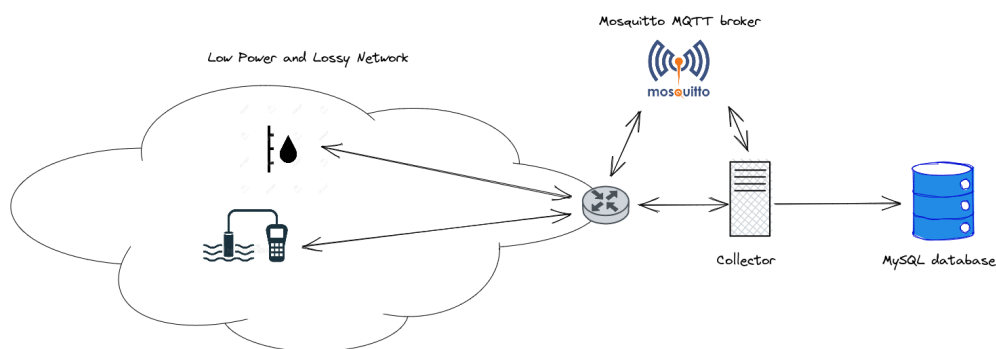 Mosquitto MQTT broker
Low Power and Lossy Network
mosquitto
Collector
MySQL database